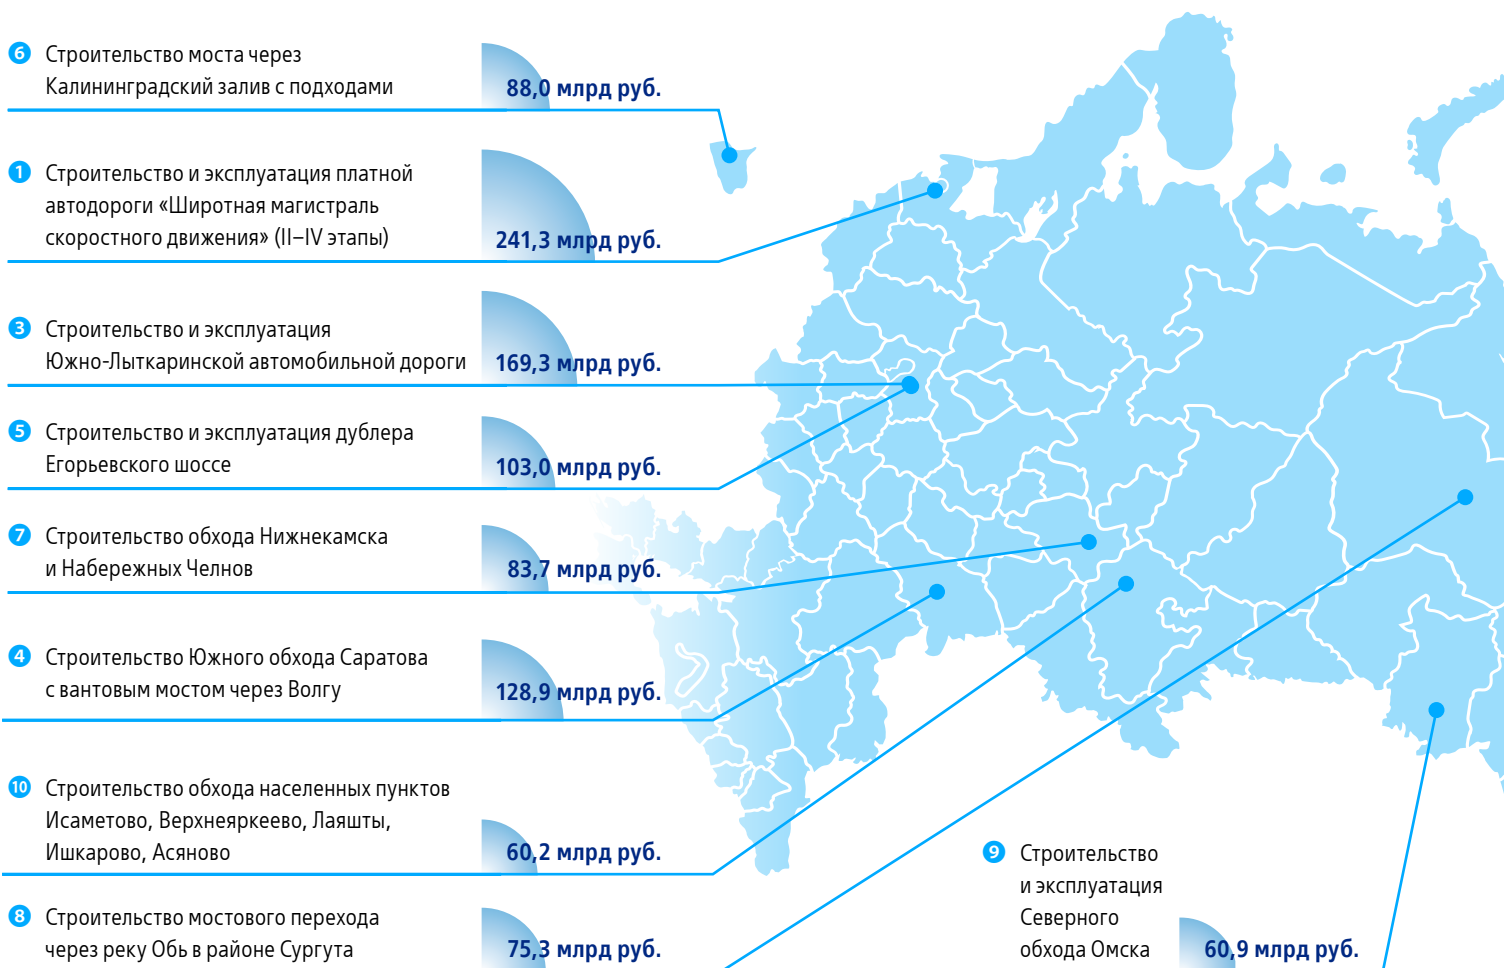 6 Строительство моста через
Калининградский залив с подходами
88,0 млрд руб.
1 Строительство и эксплуатация платной
автодороги «Широтная магистраль
скоростного движения» (II–IV этапы)
241,3 млрд руб.
3 Строительство и эксплуатация
Южно-Лыткаринской автомобильной дороги
169,3 млрд руб.
5 Строительство и эксплуатация дублера
Егорьевского шоссе
103,0 млрд руб.
7 Строительство обхода Нижнекамска
и Набережных Челнов
83,7 млрд руб.
4 Строительство Южного обхода Саратова
с вантовым мостом через Волгу
128,9 млрд руб.
10 Строительство обхода населенных пунктов
Исаметово, Верхнеяркеево, Лаяшты,
Ишкарово, Асяново
60,2 млрд руб.
8 Строительство мостового перехода
через реку Обь в районе Сургута
75,3 млрд руб.
9 Строительство
и эксплуатация
Северного
обхода Омска
60,9 млрд руб.